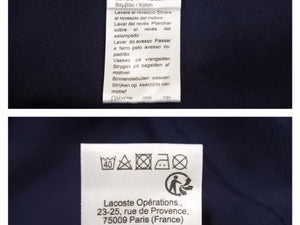 Lavare al rovescio Stirare
al rovescio del motivo
Lavar del revés Planchar
sobre el revés del
estampado
Lavar do avesso Passar
a ferro pelo avesso do
padrão
Vaskes på vrangsiden
Stryges på bagsiden af
motivet
Binnenstebuiten wassen
Strijken op keerzijde van
motief
40
Lacoste Opérations,
23-25, rue de Provence,
75009 Paris (France)